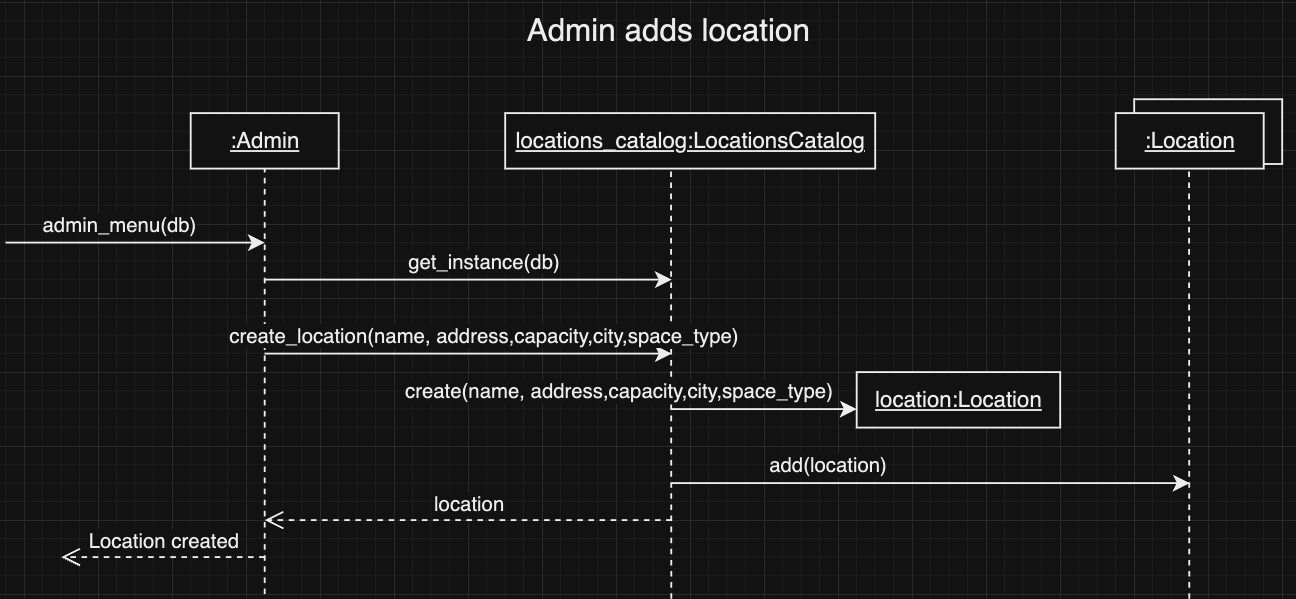 Admin adds location
:Admin
locations_catalog:LocationsCatalog
:Location
admin_menu(db)
get_instance(db)
create_location(name, address,capacity,city,space_type)
create(name, address,capacity,city,space_type)
location:Location
add(location)
location
Location created